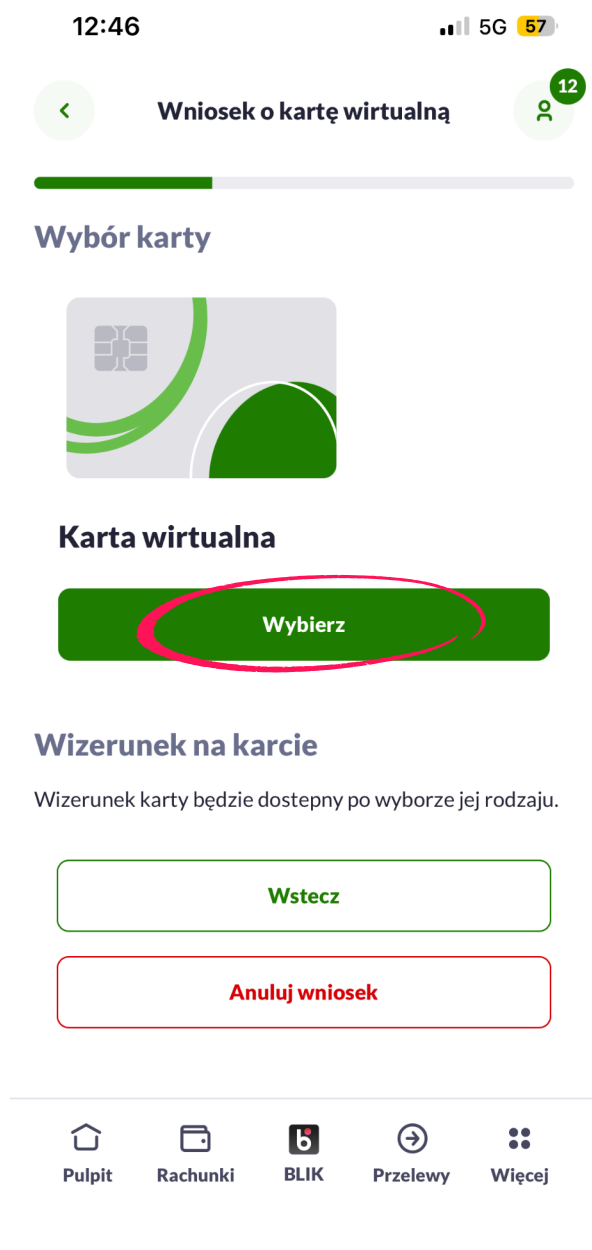 12:46
5G 57
12
Wniosek o kartę wirtualną
Wybór karty
Karta wirtualna
Wybierz
Wizerunek na karcie
Wizerunek karty będzie dostepny po wyborze jej rodzaju.
Wstecz
Anuluj wniosek
Pulpit Rachunki BLIK Przelewy Więcej